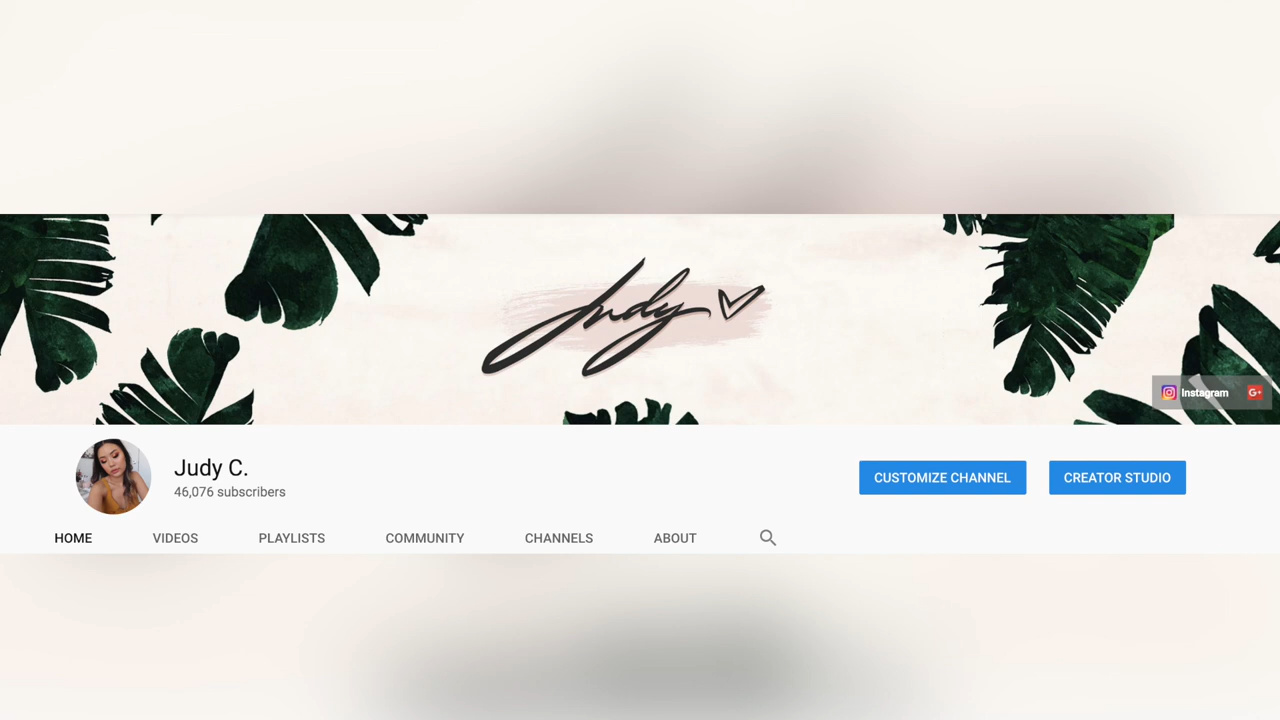 Judy
Instagram
G+
Judy C.
46,076 subscribers
CUSTOMIZE CHANNEL
CREATOR STUDIO
HOME
VIDEOS
PLAYLISTS
COMMUNITY
CHANNELS
ABOUT